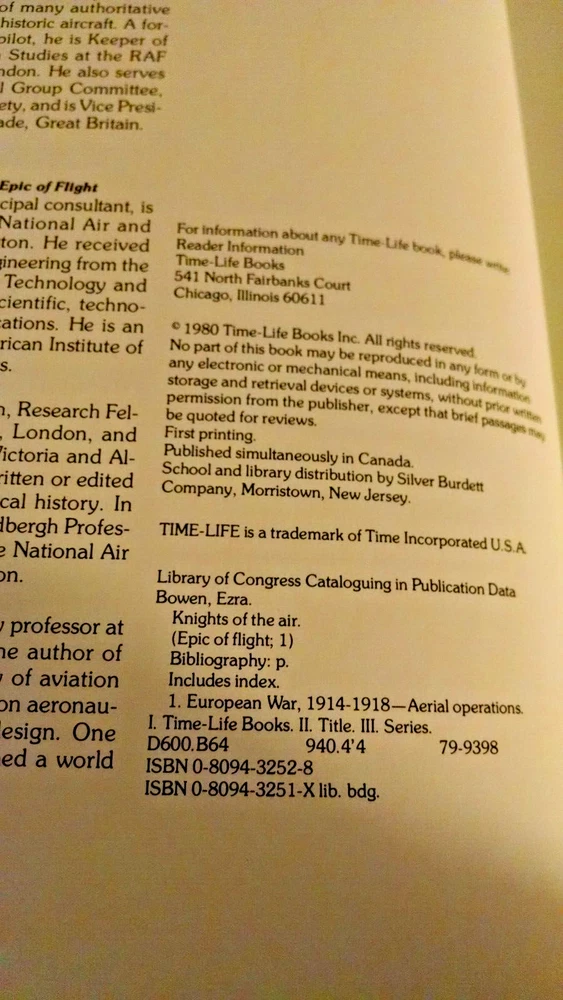 of many authoritative
historic aircraft. A for-
pilot, he is Keeper of
Studies at the RAF
ndon. He also serves
l Group Committee,
ety, and is Vice Presi-
ade, Great Britain.
Epic of Flight
cipal consultant, is
National Air and
ton. He received
gineering from the
Technology and
cientific, techno-
ations. He is an
rican Institute of
s.
n, Research Fel-
, London, and
Victoria and Al-
ritten or edited
cal history. In
dbergh Profes-
e National Air
on.
y professor at
he author of
y of aviation
on aeronau-
design. One
ed a world
For information about any Time-Life book, please write
Reader Information
Time-Life Books
541 North Fairbanks Court
Chicago, Illinois 60611
© 1980 Time-Life Books Inc. All rights reserved.
No part of this book may be reproduced in any form or by
any electronic or mechanical means, including information
storage and retrieval devices or systems, without prior written
permission from the publisher, except that brief passages may
be quoted for reviews.
First printing.
Published simultaneously in Canada.
School and library distribution by Silver Burdett
Company, Morristown, New Jersey.
TIME-LIFE is a trademark of Time Incorporated U.S.A.
Library of Congress Cataloguing in Publication Data
Bowen, Ezra.
Knights of the air.
(Epic of flight; 1)
Bibliography: p.
Includes index.
1. European War, 1914-1918—Aerial operations.
I. Time-Life Books. II. Title. III. Series.
D600.B64 940.4'4 79-9398
ISBN 0-8094-3252-8
ISBN 0-8094-3251-X lib. bdg.